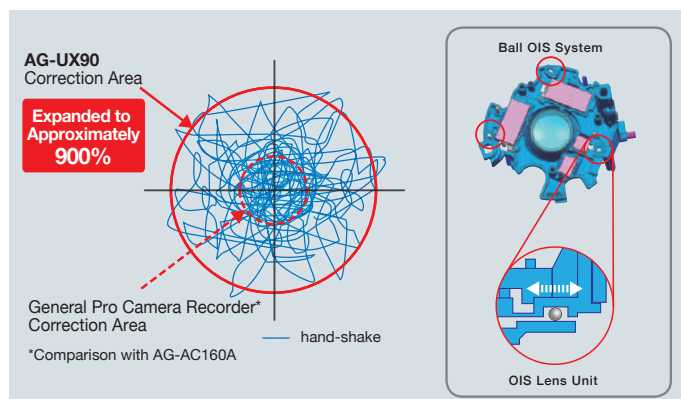 AG-UX90
Correction Area
Expanded to
Approximately
900%
General Pro Camera Recorder*
Correction Area
*Comparison with AG-AC160A
hand-shake
Ball OIS System
OIS Lens Unit